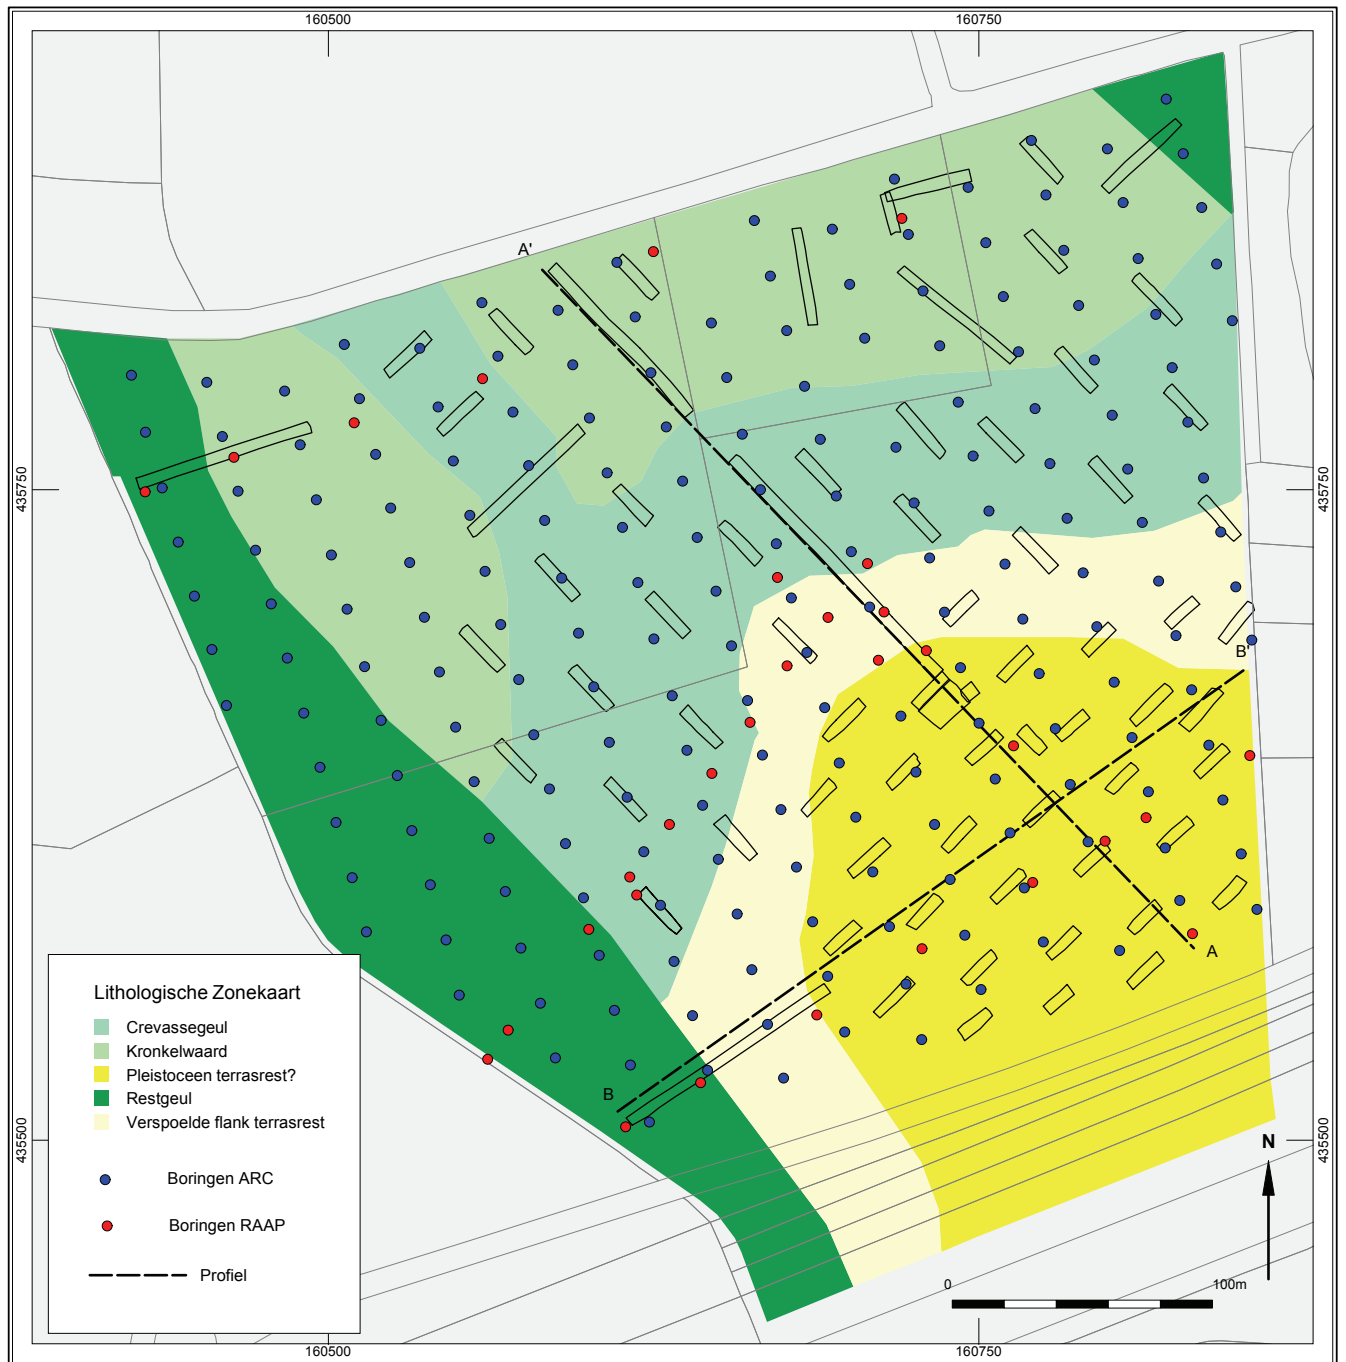 160500
160750
A'
435750
435750
B'
A
B
Lithologische Zonekaart
Crevassegeul
Kronkelwaard
Pleistoceen terrasrest?
Restgeul
Verspoelde flank terrasrest
Boringen ARC
Boringen RAAP
Profiel
435500
435500
N
0
100m
160500
160750